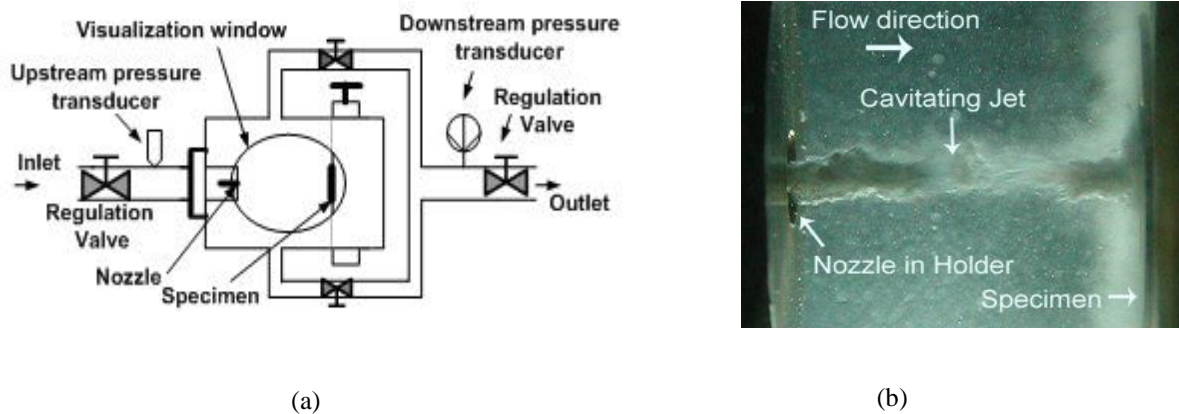 Visualization window
Downstream pressure
transducer
Upstream pressure
transducer
Regulation
Valve
Inlet
Outlet
Regulation
Valve
Nozzle
Specimen
(a)
Flow direction
Cavitating Jet
Nozzle in Holder
Specimen
(b)